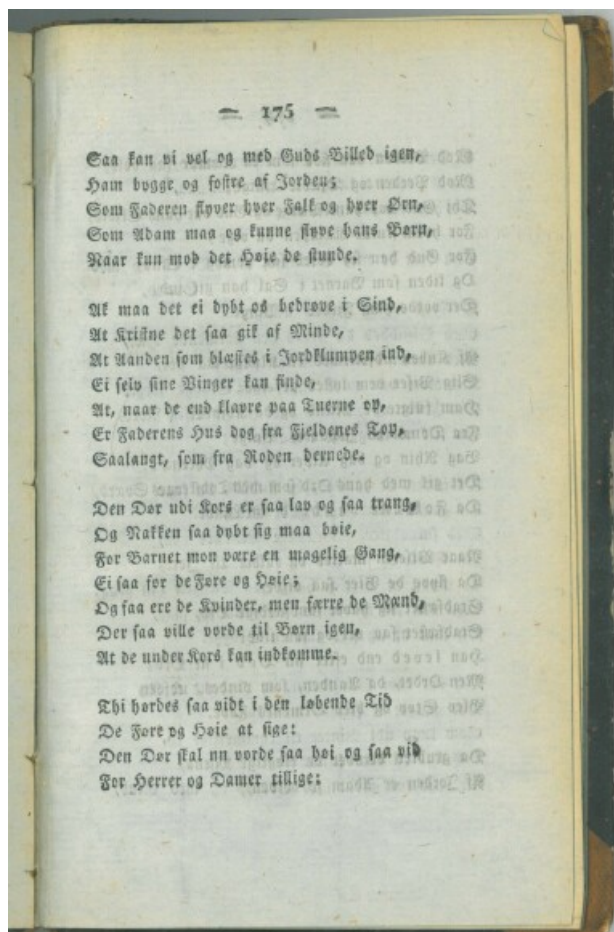 — 175 —
Saa kan vi vel og med Guds Billed igen,
Ham bygge og fostre af Jorden;
Som Faderen flyver hver Falk og hver Ørn,
Som Adam maa og kunne flyve hans Børn,
Naar kun mod det Høie de stunde.
Ak maa det ei dybt os bedrøve i Sind,
At Kristne det saa gik af Minde,
At Aanden som blæstes i Jordklumpen ind,
Ei selv sine Vinger kan finde,
At, naar de end klavre paa Tuerne op,
Er Faderens Hus dog fra Fjeldenes Top,
Saalangt, som fra Roden dernede.
Den Dør udi Kors er saa lav og saa trang,
Og Nakken saa dybt sig maa bøie,
For Barnet mon være en magelig Gang,
Ei saa for de Føre og Høie;
Og faa ere de Kvinder, men færre de Mænd,
Der saa ville vorde til Børn igen,
At de under Kors kan indkomme.
Thi hørdes saa vidt i den løbende Tid
De Føre og Høie at sige:
Den Dør skal nn vorde saa høi og saa vid
For Herrer og Damer tillige: